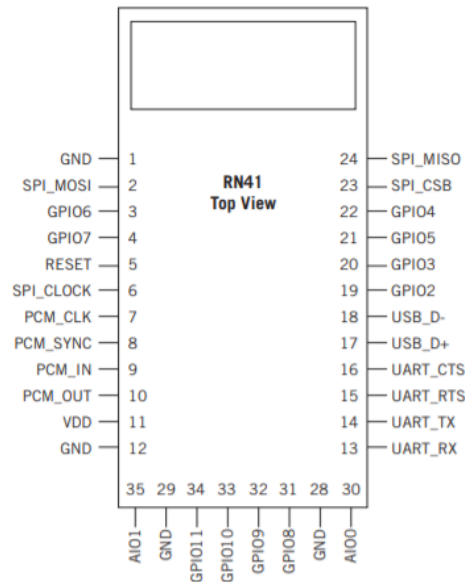 GND 1 24 SPI_MISO
SPI_MOSI 2 RN41 23 SPI_CSB
GPIO6 3 Top View 22 GPIO4
GPIO7 4 21 GPIO5
RESET 5 20 GPIO3
SPI_CLOCK 6 19 GPIO2
PCM_CLK 7 18 USB_D-
PCM_SYNC 8 17 USB_D+
PCM_IN 9 16 UART_CTS
PCM_OUT 10 15 UART_RTS
VDD 11 14 UART_TX
GND 12 13 UART_RX
35 29 34 33 32 31 28 30
AIO1 GND GPIO11 GPIO10 GPIO9 GPIO8 GND AIO0